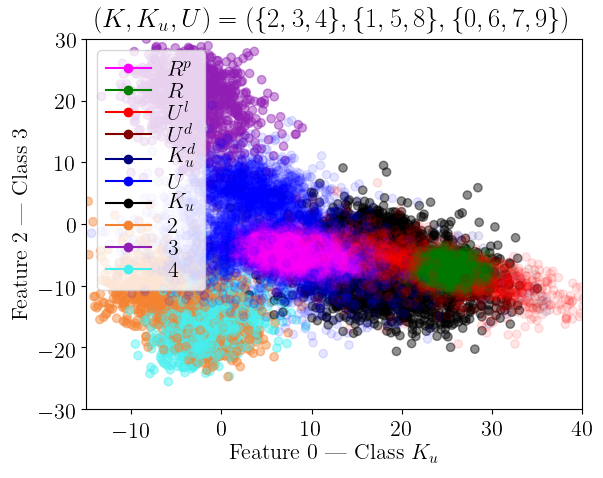 (K, K_u, U) = ({2, 3, 4}, {1, 5, 8}, {0, 6, 7, 9})
30
20
10
0
−10
−20
−30
Feature 2 — Class 3
R^p
R
U^l
U^d
K_u^d
U
K_u
2
3
4
−10
0
10
20
30
40
Feature 0 — Class K_u